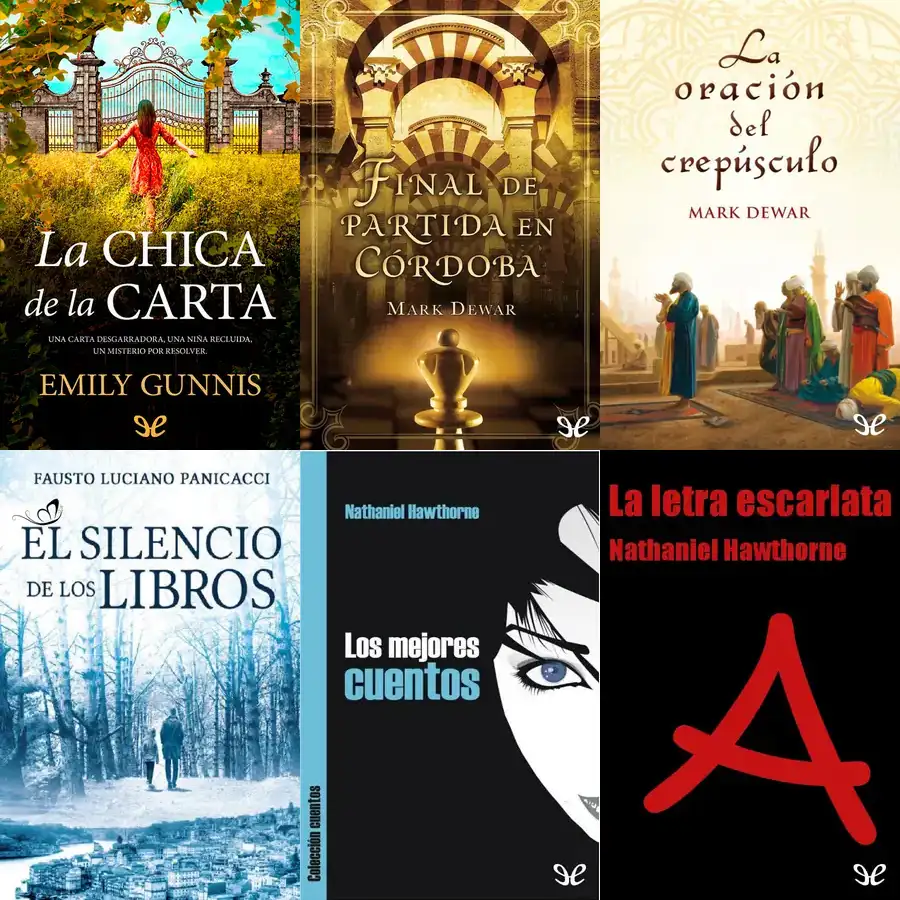 La CHICA
de la CARTA
UNA CARTA DESGARRADORA, UNA NIÑA RECLUIDA,
UN MISTERIO POR RESOLVER.
EMILY GUNNIS
FINAL DE
PARTIDA EN
CÓRDOBA
MARK DEWAR
La
oración
del
crepúsculo
MARK DEWAR
FAUSTO LUCIANO PANICACCI
EL SILENCIO
DE LOS LIBROS
Nathaniel Hawthorne
Los mejores
cuentos
Colección cuentos
La letra escarlata
Nathaniel Hawthorne
A